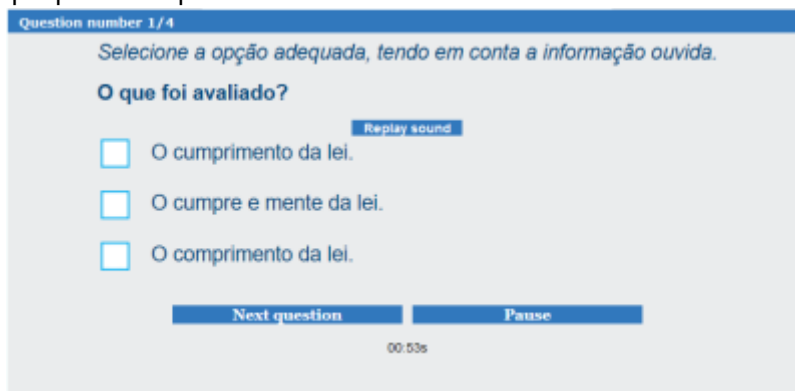 Question number 1/4
Selecione a opção adequada, tendo em conta a informação ouvida.
O que foi avaliado?
Replay sound
O cumprimento da lei.
O cumpre e mente da lei.
O comprimento da lei.
Next question Pause
00:53s